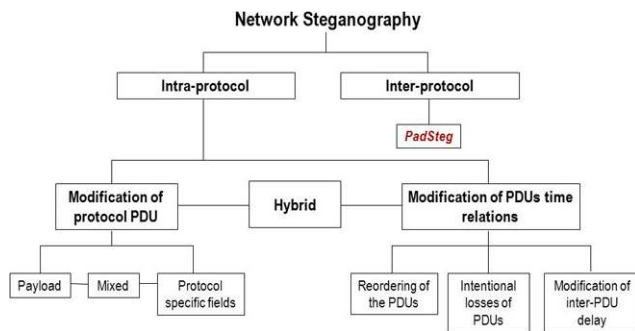 Network Steganography
Intra-protocol
Inter-protocol
PadSteg
Modification of
protocol PDU
Hybrid
Modification of PDUs time
relations
Payload
Mixed
Protocol
specific fields
Reordering of
the PDUs
Intentional
losses of
PDUs
Modification of
inter-PDU
delay